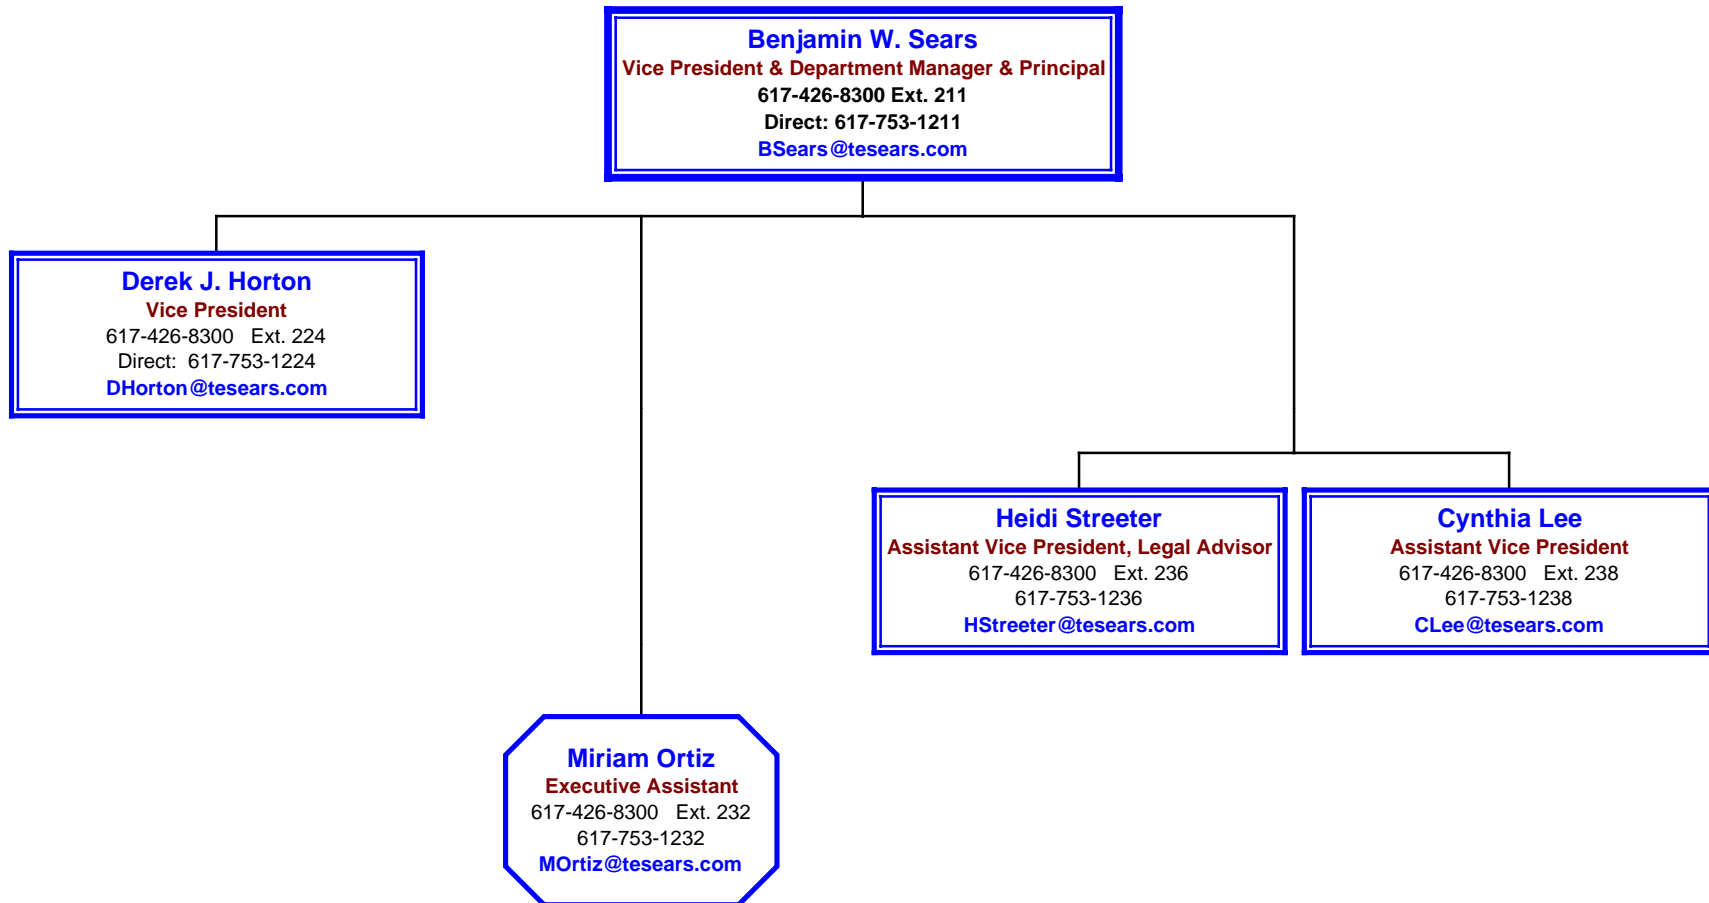 Benjamin W. Sears
Vice President & Department Manager & Principal
617-426-8300 Ext. 211
Direct: 617-753-1211
BSears@tesears.com
Derek J. Horton
Vice President
617-426-8300   Ext. 224
Direct:  617-753-1224
DHorton@tesears.com
Heidi Streeter
Assistant Vice President, Legal Advisor
617-426-8300   Ext. 236
617-753-1236
HStreeter@tesears.com
Cynthia Lee
Assistant Vice President
617-426-8300   Ext. 238
617-753-1238
CLee@tesears.com
Miriam Ortiz
Executive Assistant
617-426-8300   Ext. 232
617-753-1232
MOrtiz@tesears.com